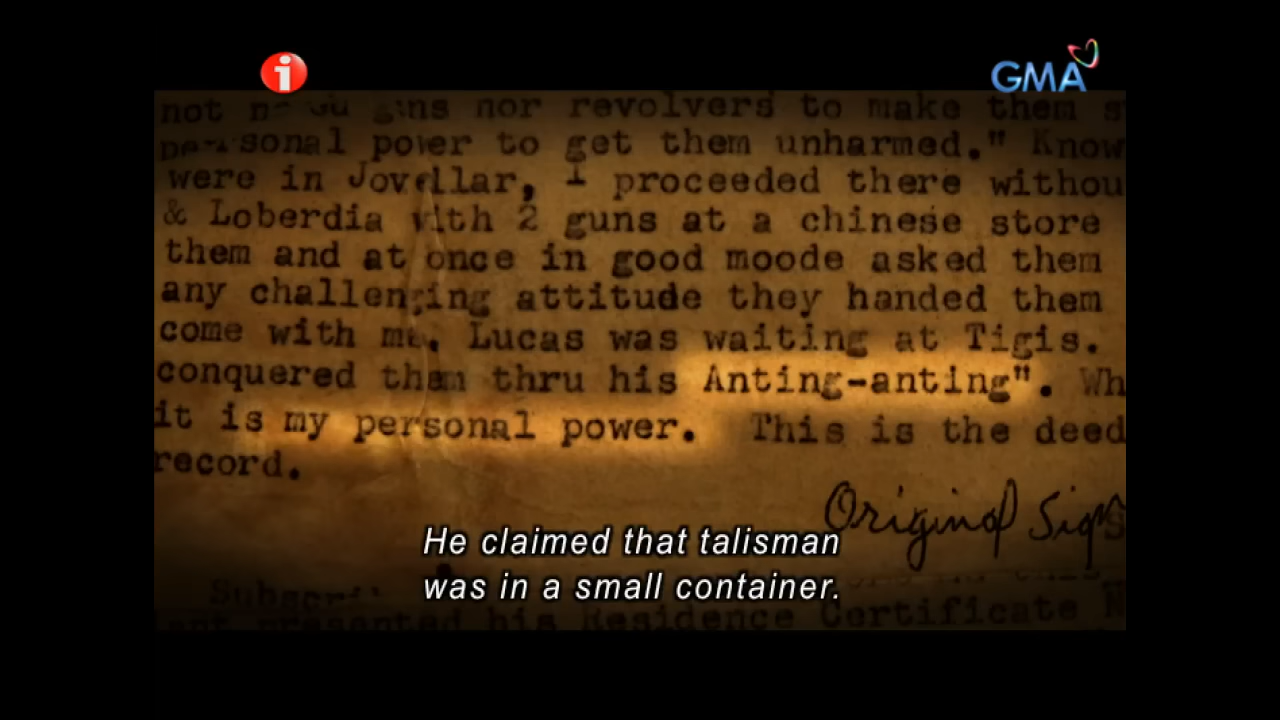 i
GMA
not guns nor revolvers to make them s
personal power to get them unharmed." Know
were in Jovellar, I proceeded there withou
& Loberdia with 2 guns at a chinese store
them and at once in good moode asked them
any challenging attitude they handed them
come with me. Lucas was waiting at Tigis.
conquered them thru his Anting-anting". Wh
it is my personal power. This is the deed
record.
Original Sign
He claimed that talisman
was in a small container.
his Residence Certificate N